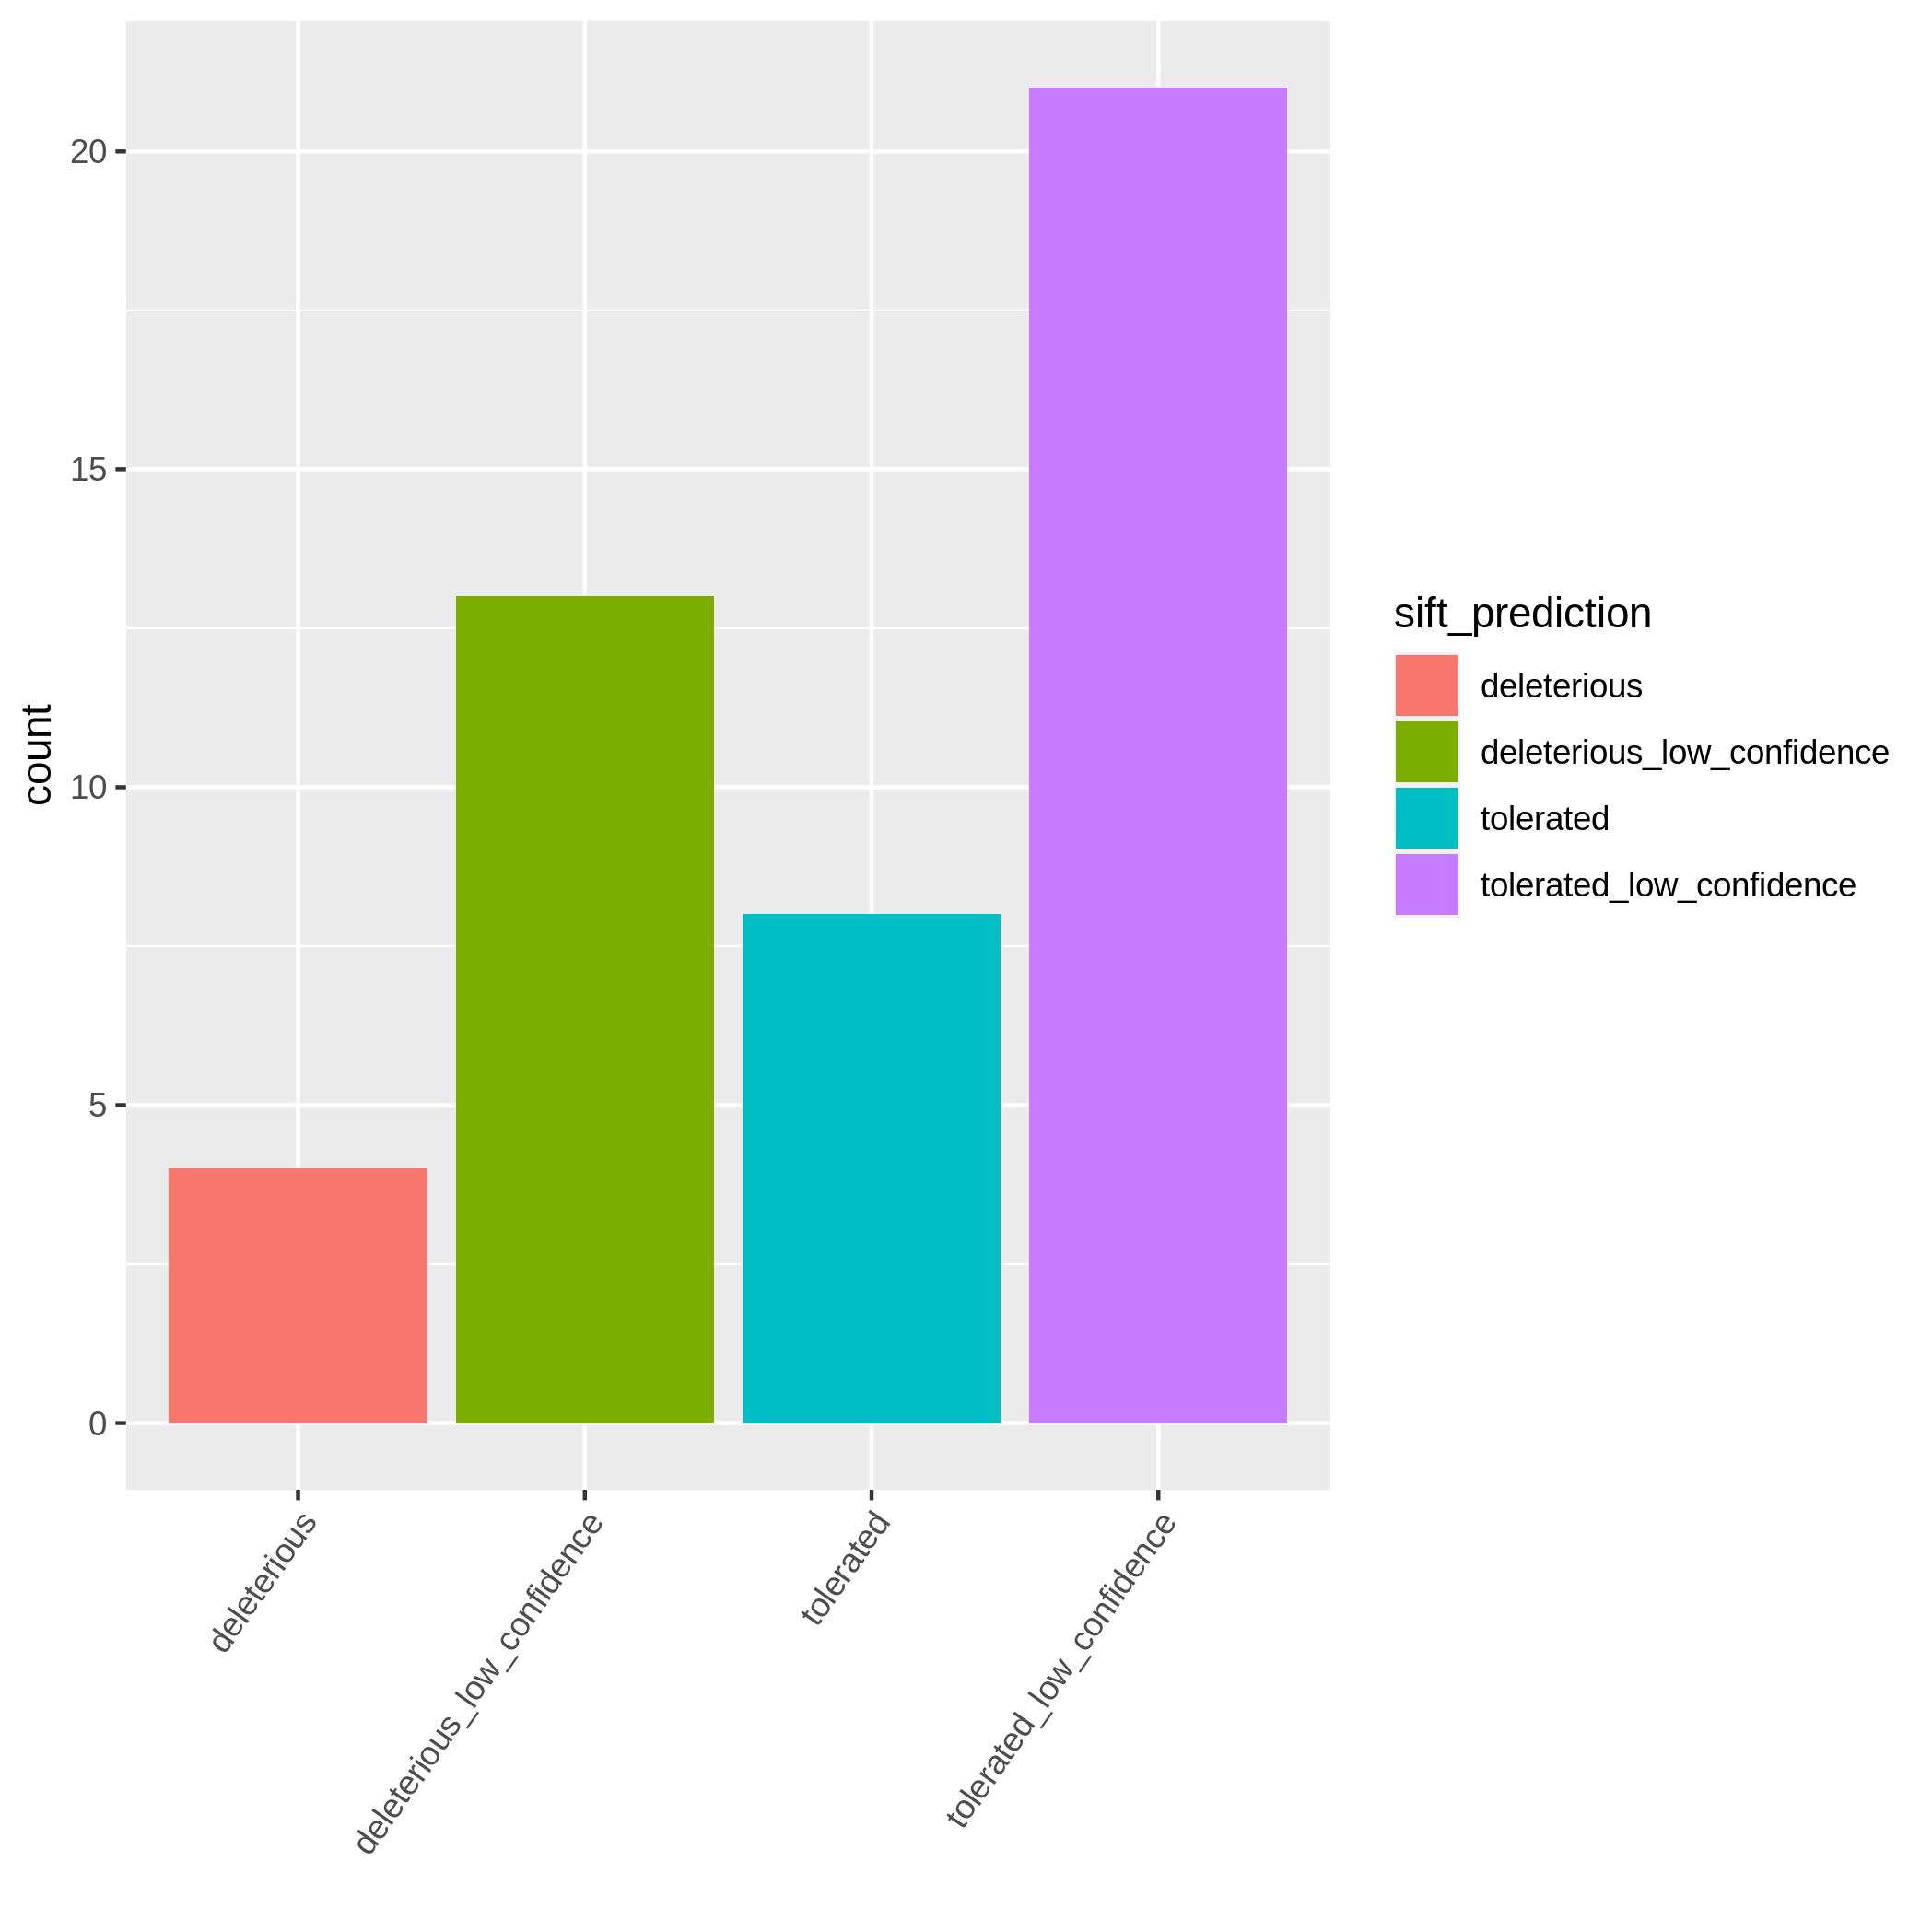 count
20
15
10
5
0
deleterious
deleterious_low_confidence
tolerated
tolerated_low_confidence
sift_prediction
deleterious
deleterious_low_confidence
tolerated
tolerated_low_confidence